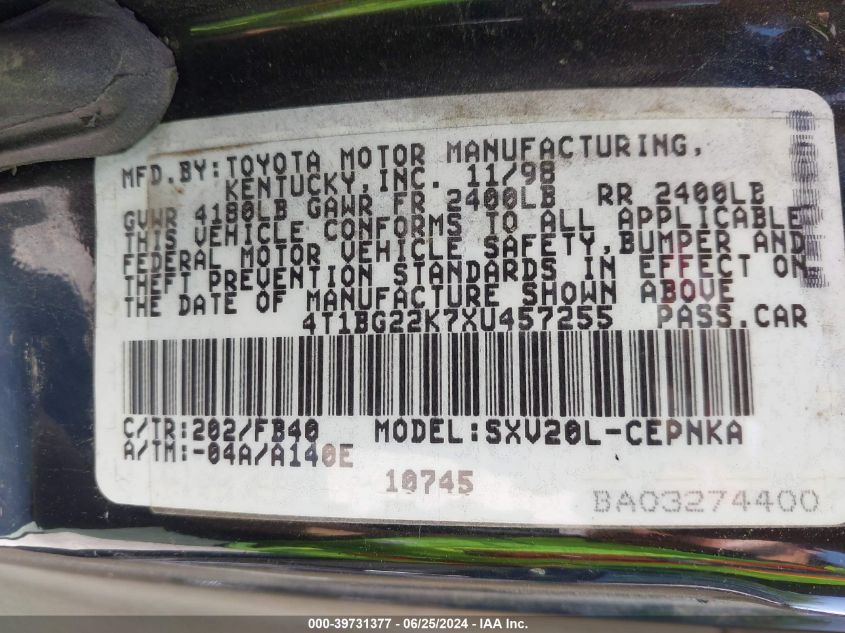 MFD.BY:TOYOTA MOTOR MANUFACTURING,
KENTUCKY,INC. 11/98
GVWR 4180LB GAWR FR 2400LB RR 2400LB
THIS VEHICLE CONFORMS TO ALL APPLICABLE
FEDERAL MOTOR VEHICLE SAFETY,BUMPER AND
THEFT PREVENTION STANDARDS IN EFFECT ON
THE DATE OF MANUFACTURE SHOWN ABOVE
4T1BG22K7XU457255 PASS.CAR
C/TR:202/FB40 MODEL:SXV20L-CEPNKA
A/TM:-04A/A140E
10745
BA03274400
000-39731377 - 06/25/2024 - IAA Inc.